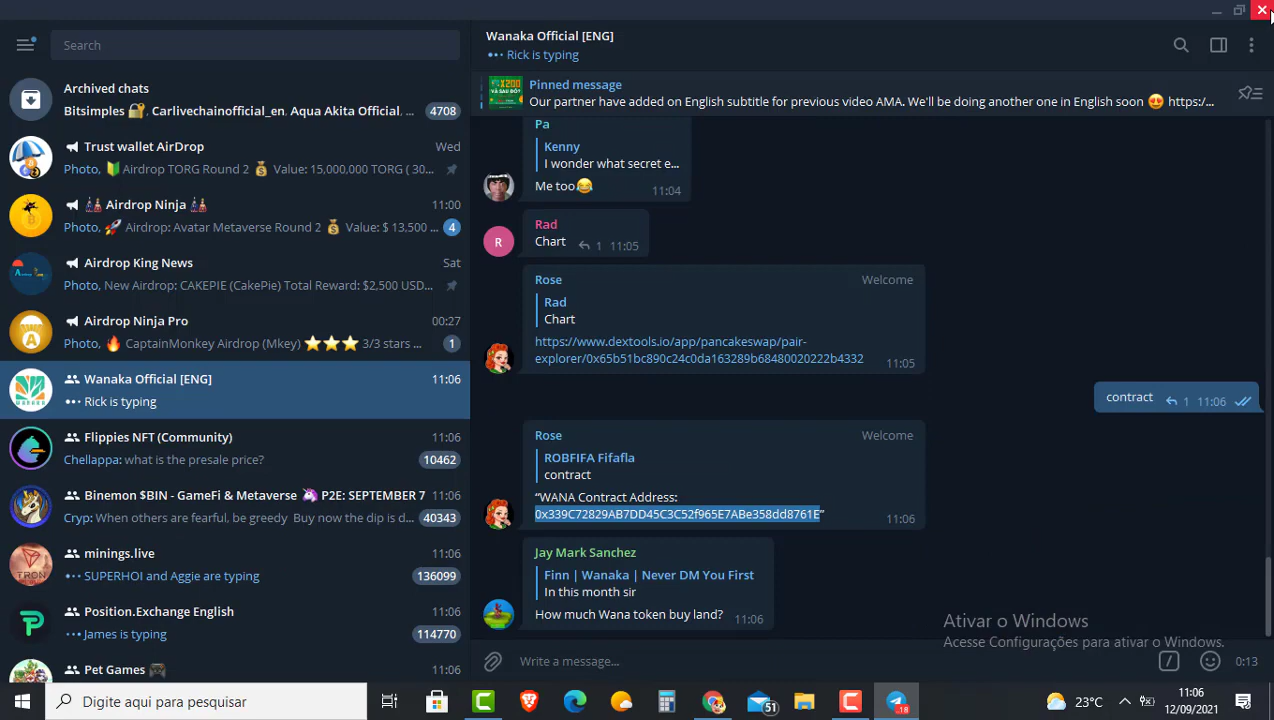 Search
Archived chats
Bitsimples 🔐, Carlivechainofficial_en, Aqua Akita Official, ...
4708
Trust wallet AirDrop
Wed
Photo, 🔰 Airdrop TORG Round 2 💰 Value: 15,000,000 TORG ( 30...
Airdrop Ninja
11:00
Photo, 🚀 Airdrop: Avatar Metaverse Round 2 💰 Value: $ 13,500 ...
4
Airdrop King News
Sat
Photo, New Airdrop: CAKEPIE (CakePie) Total Reward: $2,500 USD...
Airdrop Ninja Pro
00:27
Photo, 🔥 CaptainMonkey Airdrop (Mkey) ⭐⭐⭐ 3/3 stars ...
1
Wanaka Official [ENG]
11:06
Rick is typing
Flippies NFT (Community)
11:06
Chellappa: what is the presale price?
10462
Binemon $BIN - GameFi & Metaverse 🦄 P2E: SEPTEMBER 7
11:06
Cryp: When others are fearful, be greedy Buy now the dip is d...
40343
minings.live
11:06
SUPERHOI and Aggie are typing
136099
Position.Exchange English
11:06
James is typing
114770
Pet Games 🎮
11:06
Wanaka Official [ENG]
Rick is typing
Pinned message
Our partner have added on English subtitle for previous video AMA. We'll be doing another one in English soon 😍 https:/...
Pa
Kenny
I wonder what secret e...
Me too😂
11:04
R
Rad
Chart
1 11:05
Rose
Welcome
Rad
Chart
https://www.dextools.io/app/pancakeswap/pair-
explorer/0x65b51bc890c24c0da163289b68480020222b4332
11:05
contract
1 11:06
Rose
Welcome
ROBFIFA Fifafla
contract
“WANA Contract Address:
0x339C72829AB7DD45C3C52f965E7ABe358dd8761E”
11:06
Jay Mark Sanchez
Finn | Wanaka | Never DM You First
In this month sir
How much Wana token buy land?
11:06
Ativar o Windows
Acesse Configurações para ativar o Windows.
Write a message...
0:13
Digite aqui para pesquisar
51
.18
23°C
11:06
12/09/2021